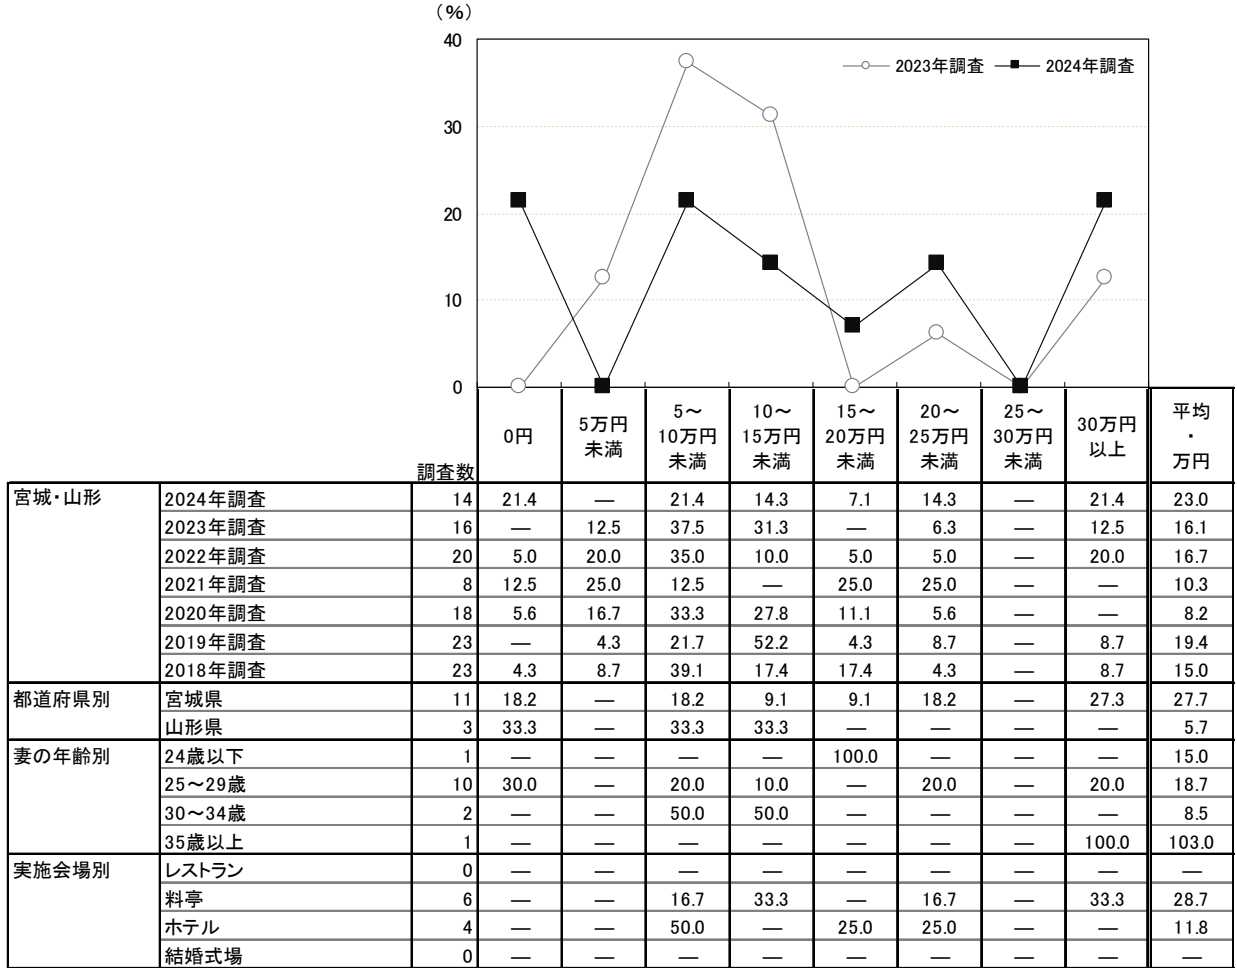 （％）
40
30
20
10
0
2023年調査
2024年調査
調査数
0円
5万円
未満
5～
10万円
未満
10～
15万円
未満
15～
20万円
未満
20～
25万円
未満
25～
30万円
未満
30万円
以上
平均
・
万円
宮城・山形 2024年調査 14 21.4 — 21.4 14.3 7.1 14.3 — 21.4 23.0
2023年調査 16 — 12.5 37.5 31.3 — 6.3 — 12.5 16.1
2022年調査 20 5.0 20.0 35.0 10.0 5.0 5.0 — 20.0 16.7
2021年調査 8 12.5 25.0 12.5 — 25.0 25.0 — — 10.3
2020年調査 18 5.6 16.7 33.3 27.8 11.1 5.6 — — 8.2
2019年調査 23 — 4.3 21.7 52.2 4.3 8.7 — 8.7 19.4
2018年調査 23 4.3 8.7 39.1 17.4 17.4 4.3 — 8.7 15.0
都道府県別 宮城県 11 18.2 — 18.2 9.1 9.1 18.2 — 27.3 27.7
山形県 3 33.3 — 33.3 33.3 — — — — 5.7
妻の年齢別 24歳以下 1 — — — — 100.0 — — — 15.0
25～29歳 10 30.0 — 20.0 10.0 — 20.0 — 20.0 18.7
30～34歳 2 — — 50.0 50.0 — — — — 8.5
35歳以上 1 — — — — — — — 100.0 103.0
実施会場別 レストラン 0 — — — — — — — — —
料亭 6 — — 16.7 33.3 — 16.7 — 33.3 28.7
ホテル 4 — — 50.0 — 25.0 25.0 — — 11.8
結婚式場 0 — — — — — — — — —